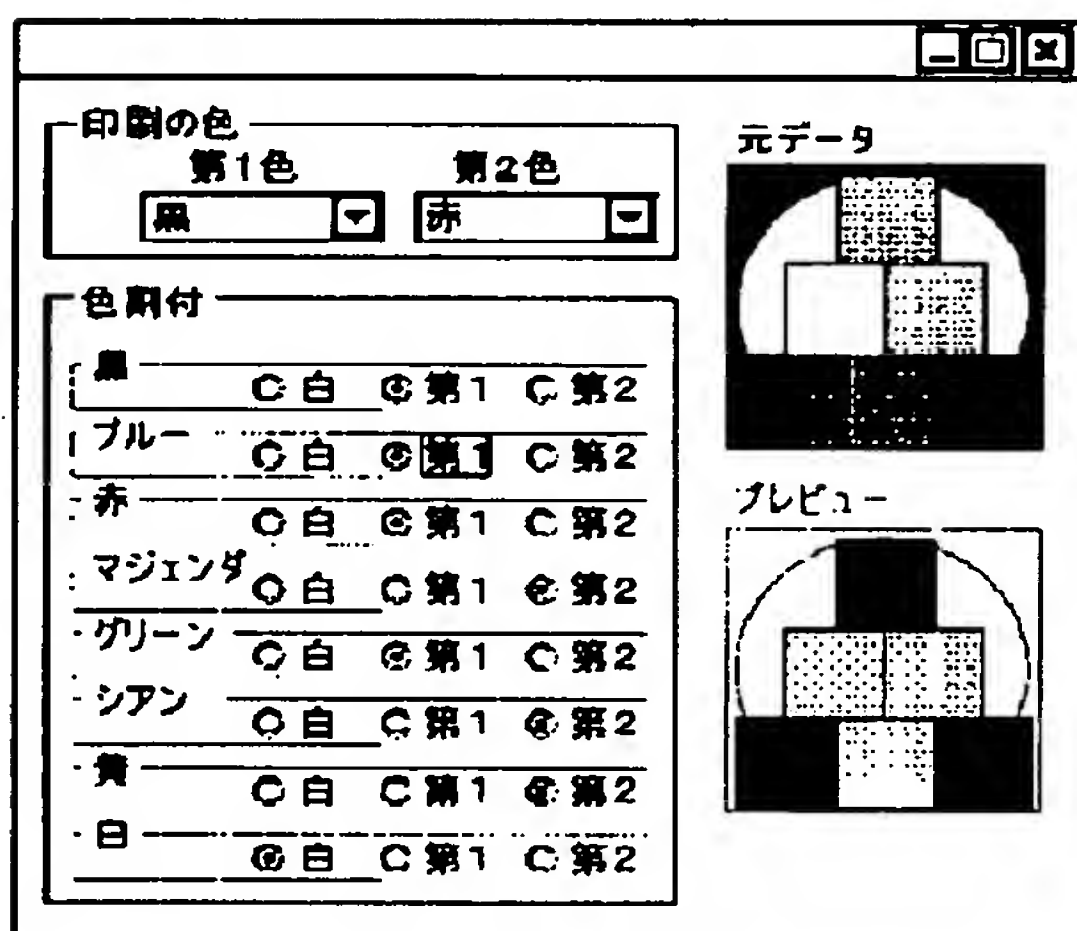 印刷の色
第1色 第2色
黒 赤
色割付
黒
白 第1 第2
ブルー
白 第1 第2
赤
白 第1 第2
マジェンダ
白 第1 第2
グリーン
白 第1 第2
シアン
白 第1 第2
黄
白 第1 第2
白
白 第1 第2
元データ
プレビュー